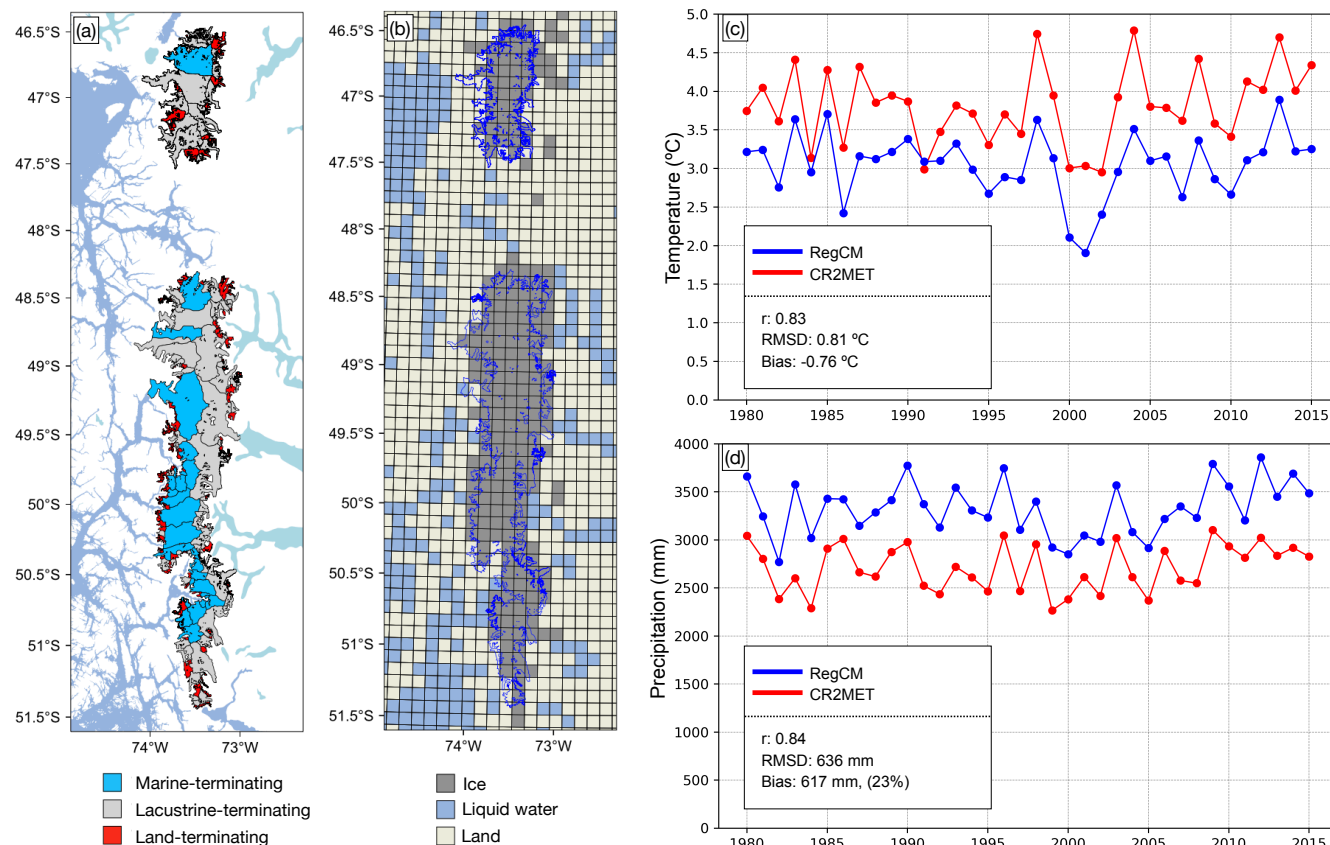 (a)
46.5°S
47°S
47.5°S
48°S
48.5°S
49°S
49.5°S
50°S
50.5°S
51°S
51.5°S
74°W
73°W
Marine-terminating
Lacustrine-terminating
Land-terminating
(b)
46.5°S
47°S
47.5°S
48°S
48.5°S
49°S
49.5°S
50°S
50.5°S
51°S
51.5°S
74°W
73°W
Ice
Liquid water
Land
(c)
Temperature (ºC)
5.0
4.5
4.0
3.5
3.0
2.5
2.0
1.5
1.0
0.5
0.0
RegCM
CR2MET
r: 0.83
RMSD: 0.81 ºC
Bias: -0.76 ºC
1980 1985 1990 1995 2000 2005 2010 2015
(d)
Precipitation (mm)
4000
3500
3000
2500
2000
1500
1000
500
0
RegCM
CR2MET
r: 0.84
RMSD: 636 mm
Bias: 617 mm, (23%)
1980 1985 1990 1995 2000 2005 2010 2015